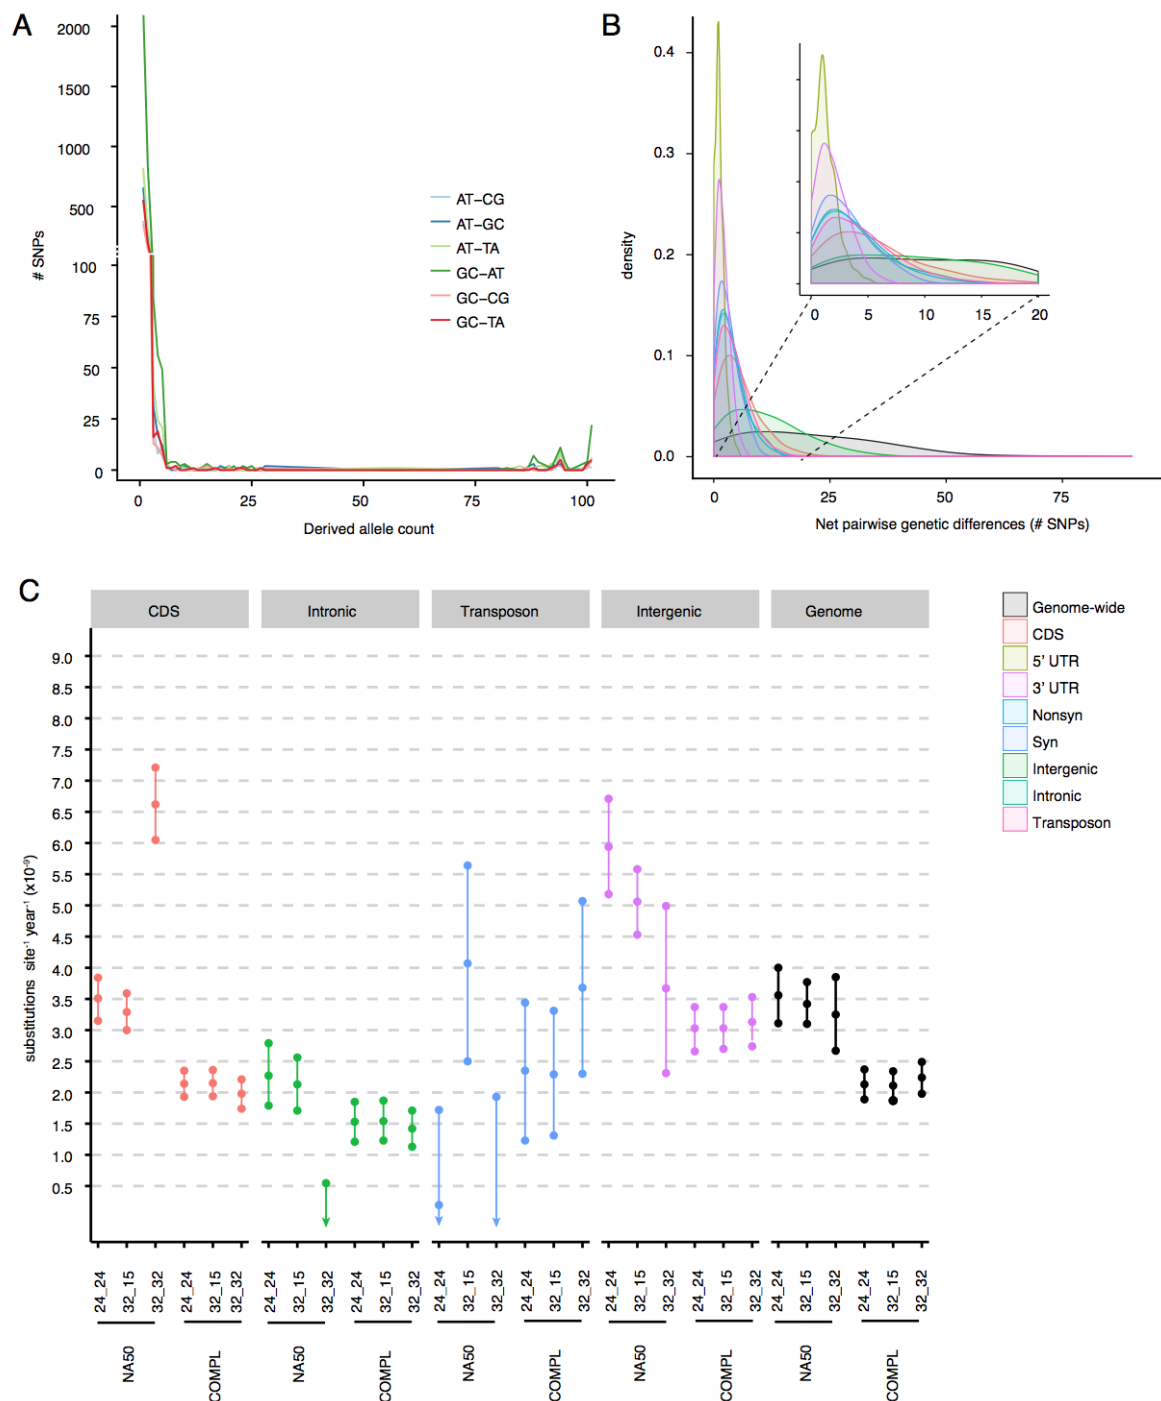 A
2000
1500
1000
500
100
75
50
25
0
# SNPs
0
25
50
75
100
Derived allele count
AT–CG
AT–GC
AT–TA
GC–AT
GC–CG
GC–TA
B
0.4
0.3
0.2
0.1
0.0
density
0
5
10
15
20
0
25
50
75
Net pairwise genetic differences (# SNPs)
C
CDS
Intronic
Transposon
Intergenic
Genome
9.0
8.5
8.0
7.5
7.0
6.5
6.0
5.5
5.0
4.5
4.0
3.5
3.0
2.5
2.0
1.5
1.0
0.5
substitutions site⁻¹ year⁻¹ (x10⁻⁹)
24_24
32_15
32_32
24_24
32_15
32_32
24_24
32_15
32_32
24_24
32_15
32_32
24_24
32_15
32_32
24_24
32_15
32_32
24_24
32_15
32_32
24_24
32_15
32_32
24_24
32_15
32_32
24_24
32_15
32_32
NA50
COMPL
NA50
COMPL
NA50
COMPL
NA50
COMPL
NA50
COMPL
Genome-wide
CDS
5' UTR
3' UTR
Nonsyn
Syn
Intergenic
Intronic
Transposon